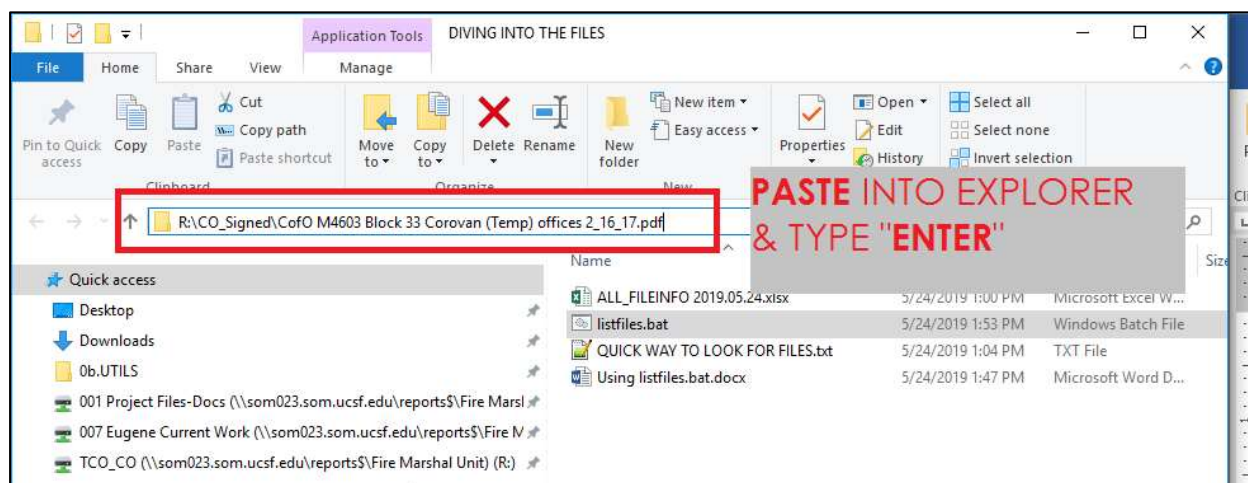 Application Tools DIVING INTO THE FILES
File Home Share View Manage
Pin to Quick access
Copy
Paste
Cut
Copy path
Paste shortcut
Move to
Copy to
Delete
Rename
New folder
New item
Easy access
Properties
Open
Edit
History
Select all
Select none
Invert selection
Clipboard Organize New
PASTE INTO EXPLORER
& TYPE "ENTER"
R:\CO_Signed\CofO M4603 Block 33 Corovan (Temp) offices 2_16_17.pdf
Name Size
Quick access
Desktop
Downloads
0b.UTILS
001 Project Files-Docs (\\som023.som.ucsf.edu\reports$\Fire Marsl
007 Eugene Current Work (\\som023.som.ucsf.edu\reports$\Fire M
TCO_CO (\\som023.som.ucsf.edu\reports$\Fire Marshal Unit) (R:)
ALL_FILEINFO 2019.05.24.xlsx 5/24/2019 1:00 PM Microsoft Excel W...
listfiles.bat 5/24/2019 1:53 PM Windows Batch File
QUICK WAY TO LOOK FOR FILES.txt 5/24/2019 1:04 PM TXT File
Using listfiles.bat.docx 5/24/2019 1:47 PM Microsoft Word D...